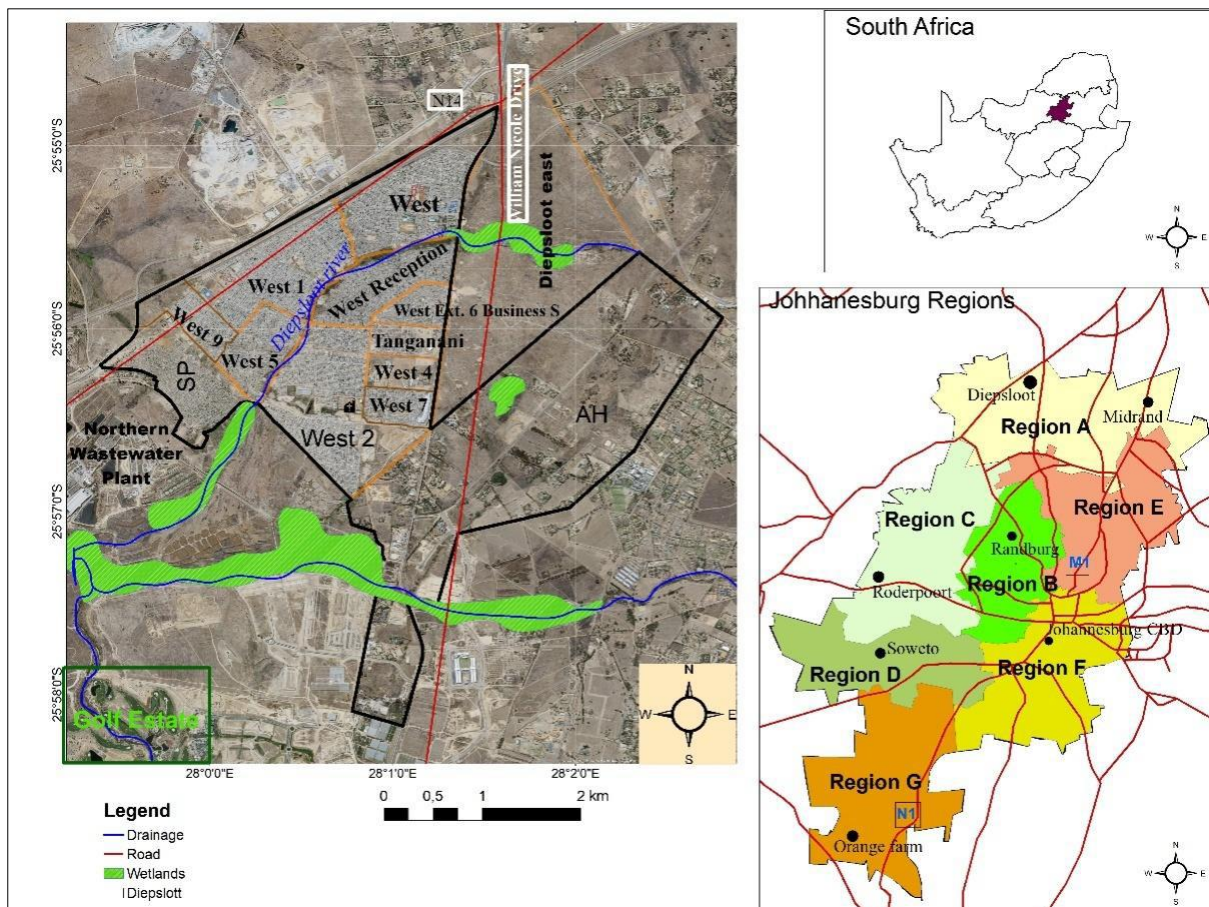 N14
William Nicole Drive
Diepsloot east
West
Diepsloot river
West Reception
West 1
West Ext. 6 Business S
West 9
Tanganani
West 5
SP
West 4
West 7
AH
West 2
Northern
Wastewater
Plant
Golf Estate
25°55'0"S
25°56'0"S
25°57'0"S
25°58'0"S
28°0'0"E
28°11'0"E
28°2'0"E
N
W
E
S
0
0,5
1
2 km
Legend
Drainage
Road
Wetlands
Diepslott
South Africa
N
W
E
S
Johhanesburg Regions
Diepsloot
Midrand
Region A
Region C
Region E
Randburg
M1
Region B
Roderpoort
Johannesburg CBD
Soweto
Region D
Region F
Region G
N1
Orange farm
N
W
E
S